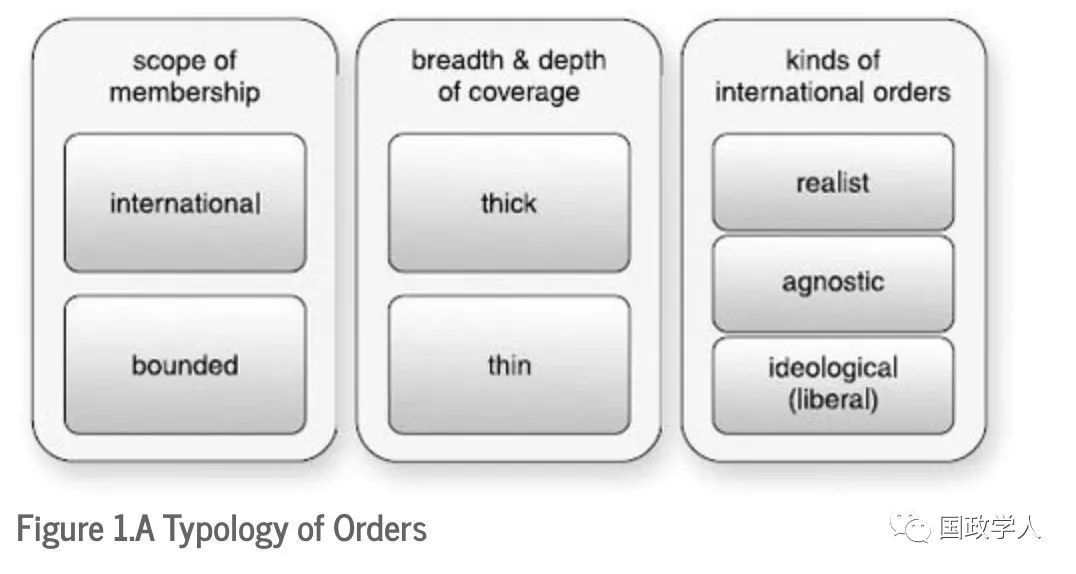 scope of
membership
international
bounded
breadth & depth
of coverage
thick
thin
kinds of
international orders
realist
agnostic
ideological
(liberal)
Figure 1.A Typology of Orders
国政学人